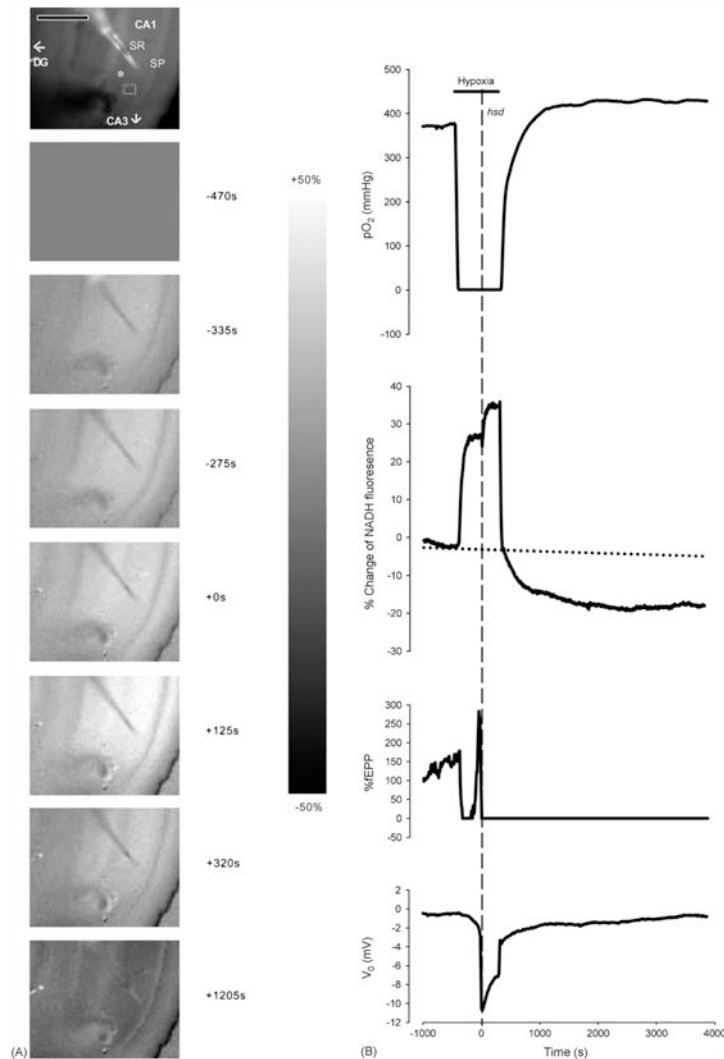 CA1
SR
DG
*
SP
CA3
-470s
-335s
-275s
+0s
+125s
+320s
+1205s
(A)
+50%
-50%
Hypoxia
hsd
500
400
300
200
100
0
-100
pO2 (mmHg)
40
30
20
10
0
-10
-20
-30
% Change of NADH fluoresence
300
250
200
150
100
50
0
-50
%fEPP
2
0
-2
-4
-6
-8
-10
-12
V0 (mV)
-1000 0 1000 2000 3000 4000
(B)
Time (s)